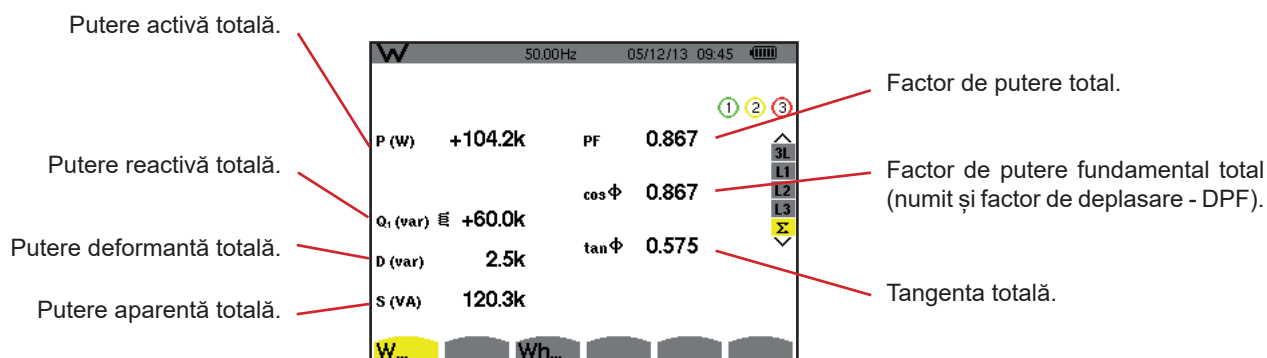 Putere activă totală.
Putere reactivă totală.
Putere deformantă totală.
Putere aparentă totală.
W 50.00Hz 05/12/13 09:45
1 2 3
P (W) +104.2k PF 0.867
cos Φ 0.867
Q₁ (var) +60.0k
tan Φ 0.575
D (var) 2.5k
S (VA) 120.3k
3L
L1
L2
L3
Σ
W... Wh...
Factor de putere total.
Factor de putere fundamental total
(numit și factor de deplasare - DPF).
Tangenta totală.